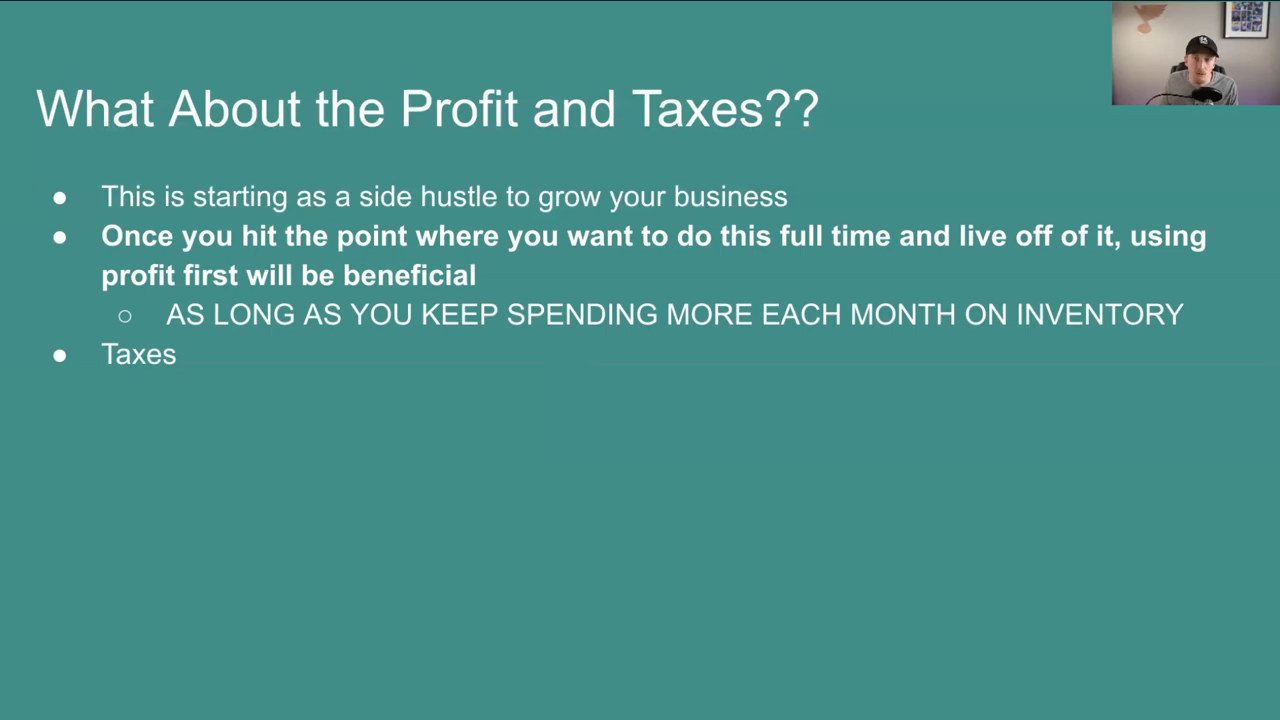 What About the Profit and Taxes??
● This is starting as a side hustle to grow your business
● Once you hit the point where you want to do this full time and live off of it, using
profit first will be beneficial
○ AS LONG AS YOU KEEP SPENDING MORE EACH MONTH ON INVENTORY
● Taxes